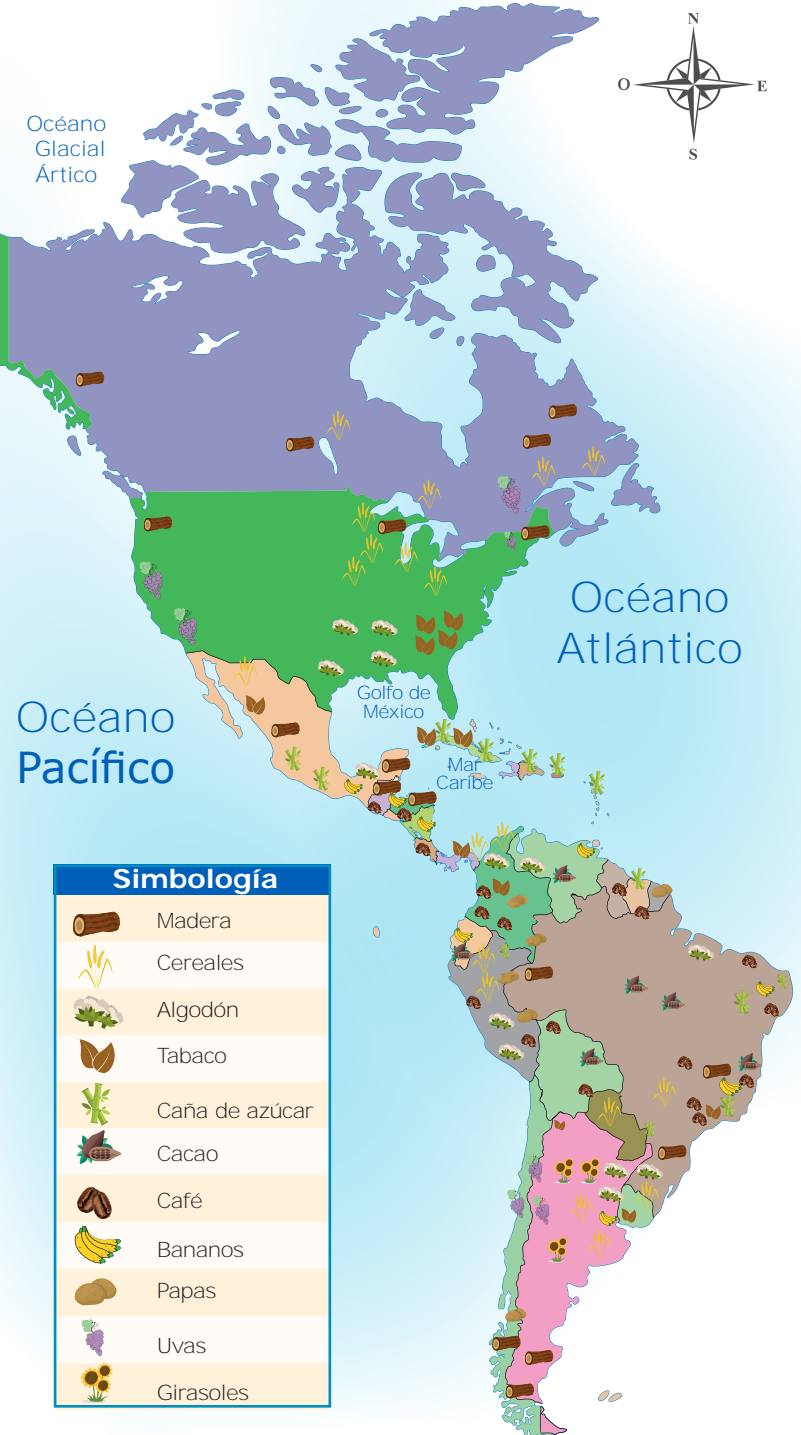 N
O
E
S
Océano
Glacial
Ártico
Océano
Atlántico
Golfo de
México
Océano
Pacífico
Mar
Caribe
Simbología
Madera
Cereales
Algodón
Tabaco
Caña de azúcar
Cacao
Café
Bananos
Papas
Uvas
Girasoles